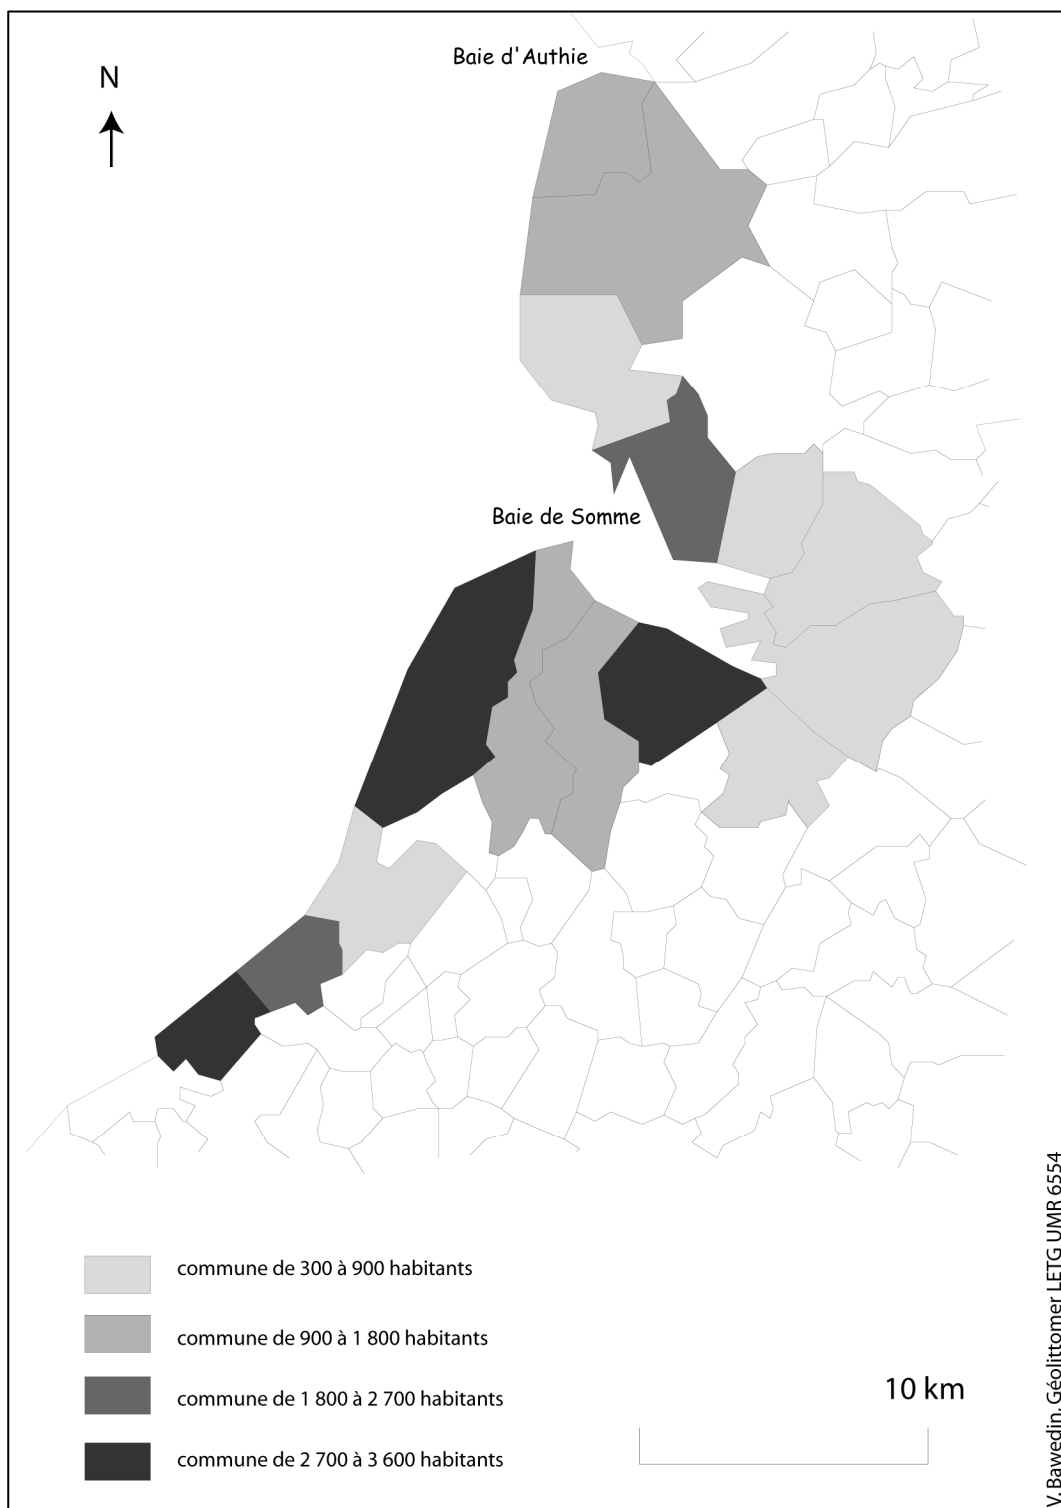 Baie d'Authie
N
Baie de Somme
commune de 300 à 900 habitants
commune de 900 à 1 800 habitants
commune de 1 800 à 2 700 habitants
commune de 2 700 à 3 600 habitants
10 km
V. Bawedin, Géolittomer LETG UMR 6554